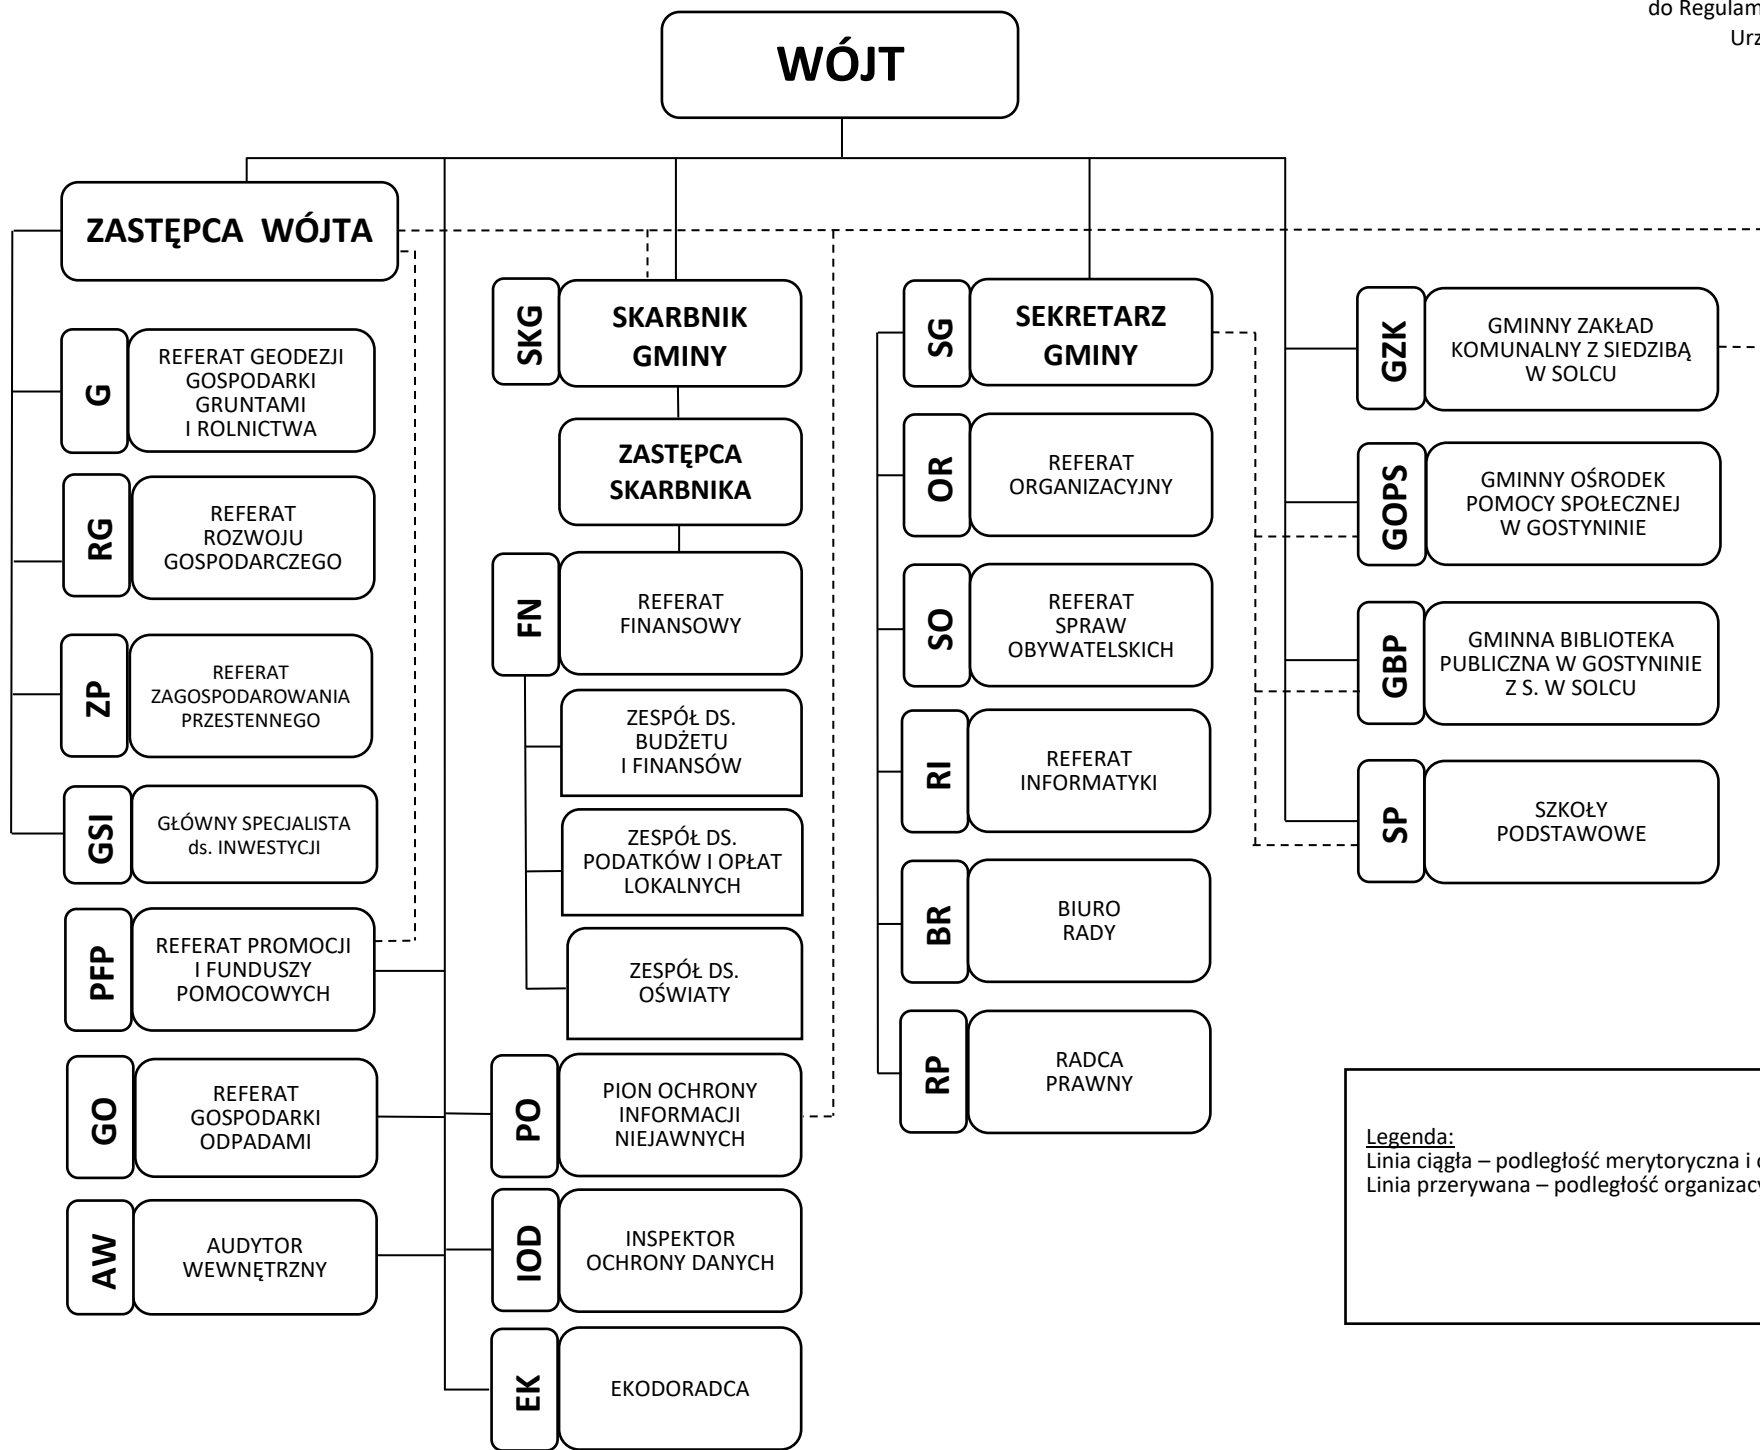 do Regulam
Urz
WÓJT
ZASTĘPCA WÓJTA
G
REFERAT GEODEZJI
GOSPODARKI
GRUNTAMI
I ROLNICTWA
RG
REFERAT
ROZWOJU
GOSPODARCZEGO
ZP
REFERAT
ZAGOSPODAROWANIA
PRZESTENNEGO
GSI
GŁÓWNY SPECJALISTA
ds. INWESTYCJI
PFP
REFERAT PROMOCJI
I FUNDUSZY
POMOCOWYCH
GO
REFERAT
GOSPODARKI
ODPADAMI
AW
AUDYTOR
WEWNĘTRZNY
SKG
SKARBNIK
GMINY
ZASTĘPCA
SKARBNIKA
FN
REFERAT
FINANSOWY
ZESPÓŁ DS.
BUDŻETU
I FINANSÓW
ZESPÓŁ DS.
PODATKÓW I OPŁAT
LOKALNYCH
ZESPÓŁ DS.
OŚWIATY
PO
PION OCHRONY
INFORMACJI
NIEJAWNYCH
IOD
INSPEKTOR
OCHRONY DANYCH
EK
EKODORADCA
SG
SEKRETARZ
GMINY
OR
REFERAT
ORGANIZACYJNY
SO
REFERAT
SPRAW
OBYWATELSKICH
RI
REFERAT
INFORMATYKI
BR
BIURO
RADY
RP
RADCA
PRAWNY
GZK
GMINNY ZAKŁAD
KOMUNALNY Z SIEDZIBĄ
W SOLCU
GOPS
GMINNY OŚRODEK
POMOCY SPOŁECZNEJ
W GOSTYNINIE
GBP
GMINNA BIBLIOTEKA
PUBLICZNA W GOSTYNINIE
Z S. W SOLCU
SP
SZKOŁY
PODSTAWOWE
Legenda:
Linia ciągła – podległość merytoryczna i
Linia przerywana – podległość organizac